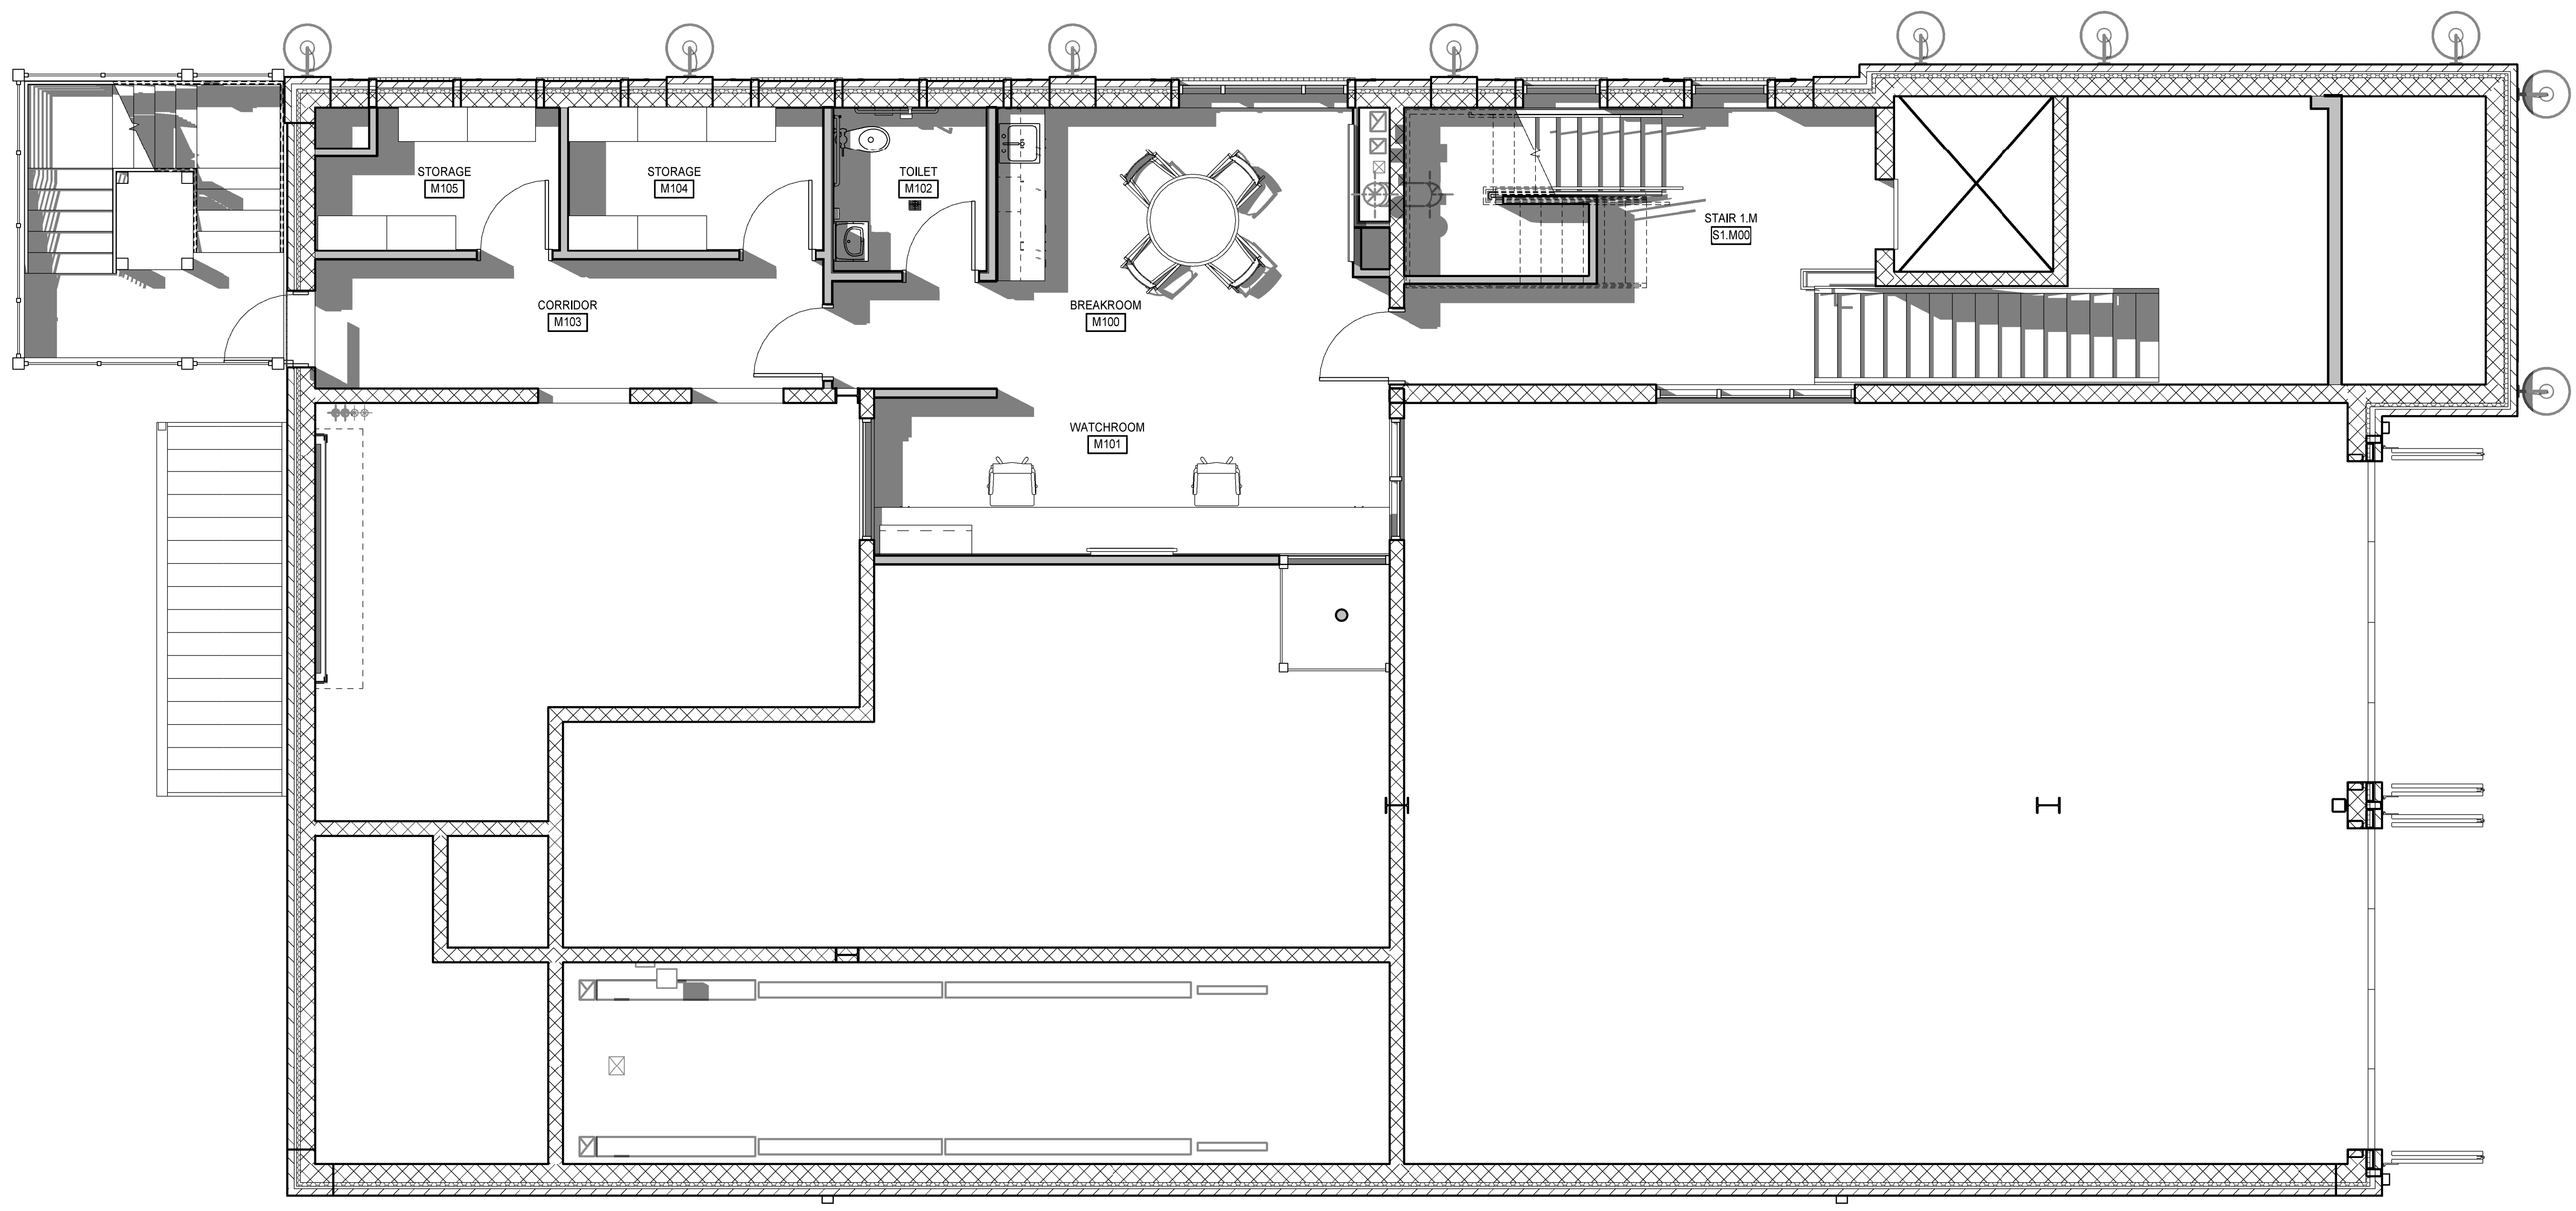 STORAGE
M105
STORAGE
M104
TOILET
M102
STAIR 1.M
S1.M00
CORRIDOR
M103
BREAKROOM
M100
WATCHROOM
M101